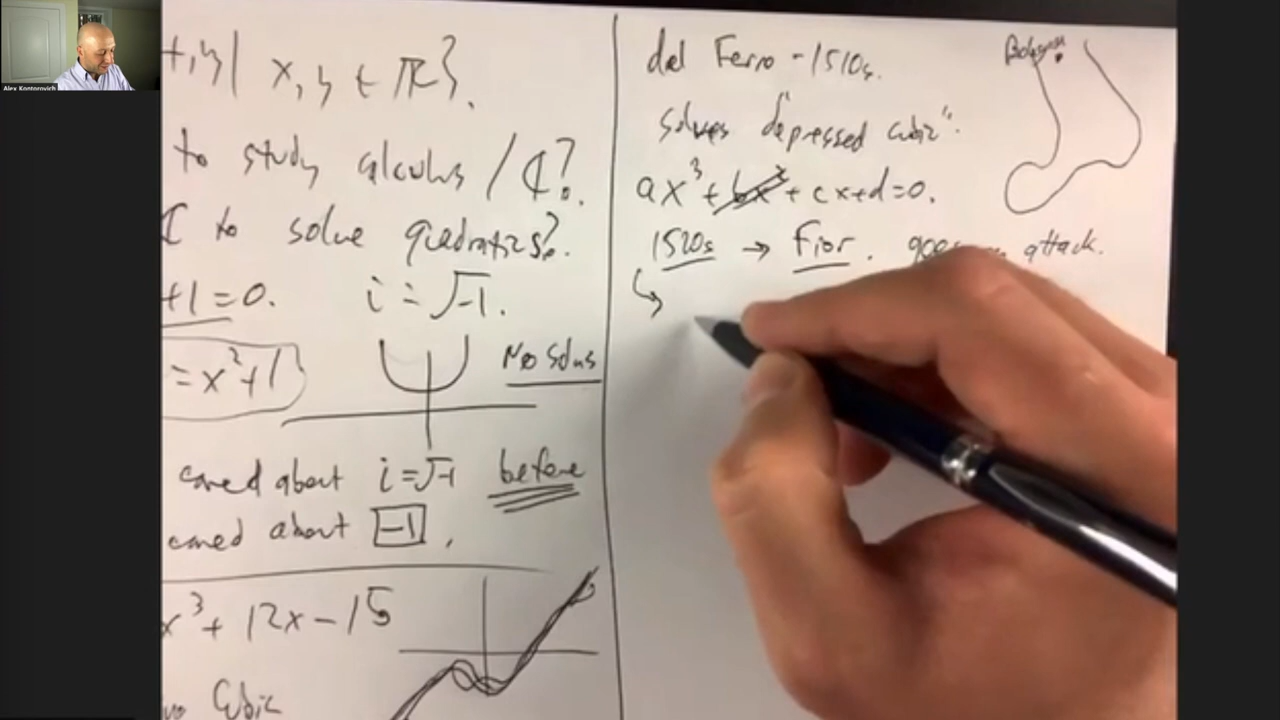 Alex Kontorovich
+iy | x, y ∈ ℝ}.
to study calculus / ℂ?
I to solve quadratics?
+1=0. i = √-1.
= x²+1
No solns
cared about i=√-1 before
cared about -1.
x³ + 12x - 15
Cubic
del Ferro - 1510s.
Bologna
solves "depressed cubic".
ax³ + bx² + cx+d=0.
1520s → Fior. goes on attack.